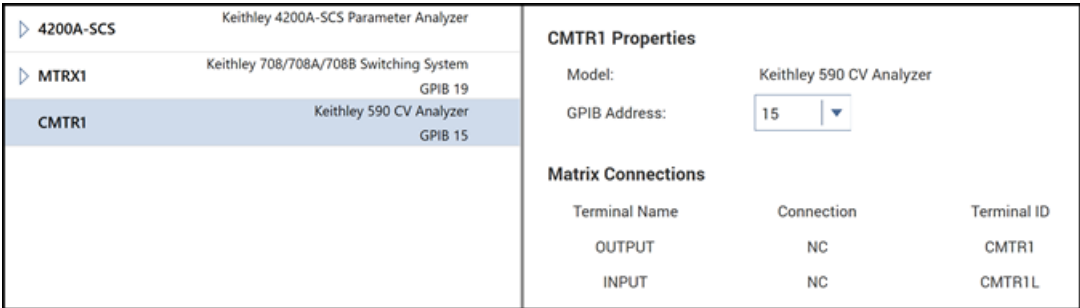 4200A-SCS Keithley 4200A-SCS Parameter Analyzer
MTRX1 Keithley 708/708A/708B Switching System
GPIB 19
CMTR1 Keithley 590 CV Analyzer
GPIB 15
CMTR1 Properties
Model: Keithley 590 CV Analyzer
GPIB Address: 15
Matrix Connections
Terminal Name Connection Terminal ID
OUTPUT NC CMTR1
INPUT NC CMTR1L